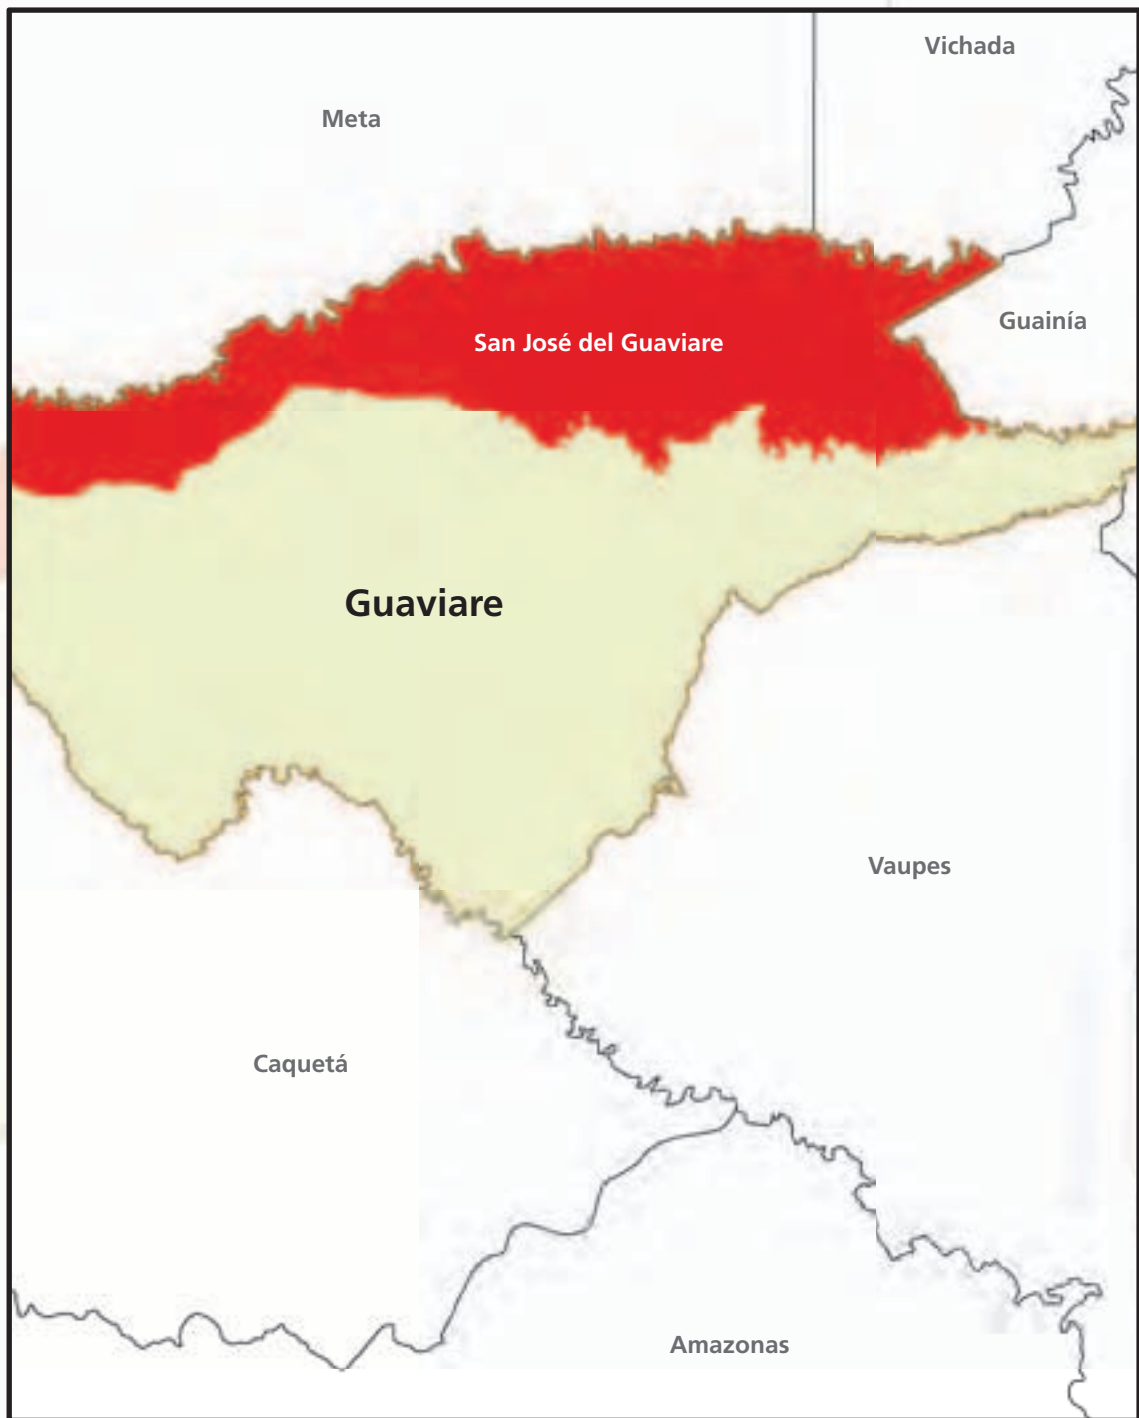 Vichada
Meta
Guainía
San José del Guaviare
Guaviare
Vaupes
Caquetá
Amazonas